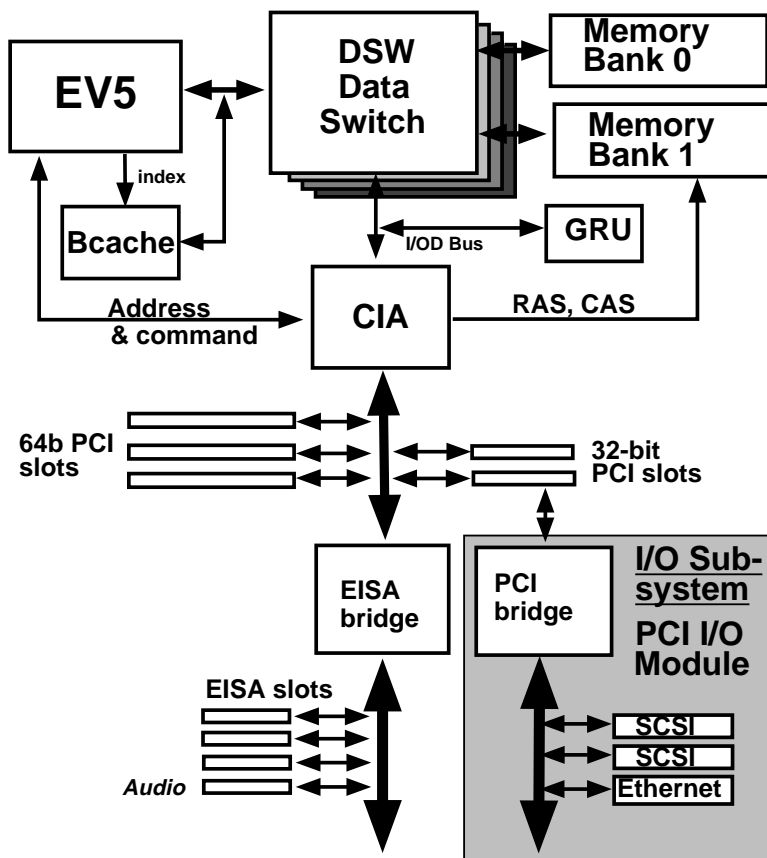 EV5
DSW
Data
Switch
Memory
Bank 0
Memory
Bank 1
index
Bcache
I/OD Bus
GRU
Address
& command
CIA
RAS, CAS
64b PCI
slots
32-bit
PCI slots
EISA
bridge
PCI
bridge
I/O Sub-
system
PCI I/O
Module
EISA slots
Audio
SCSI
SCSI
Ethernet